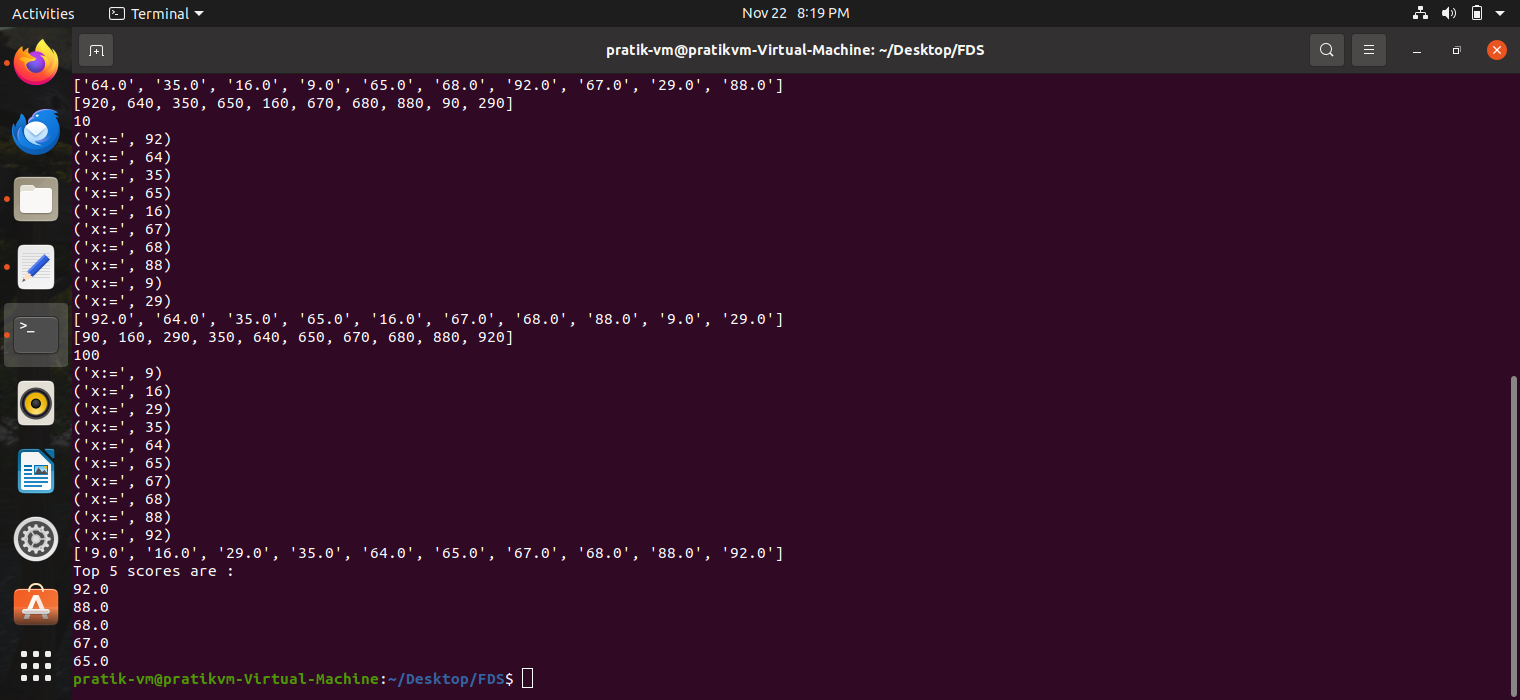 Activities
Terminal
Nov 22 8:19 PM
pratik-vm@pratikvm-Virtual-Machine: ~/Desktop/FDS
['64.0', '35.0', '16.0', '9.0', '65.0', '68.0', '92.0', '67.0', '29.0', '88.0']
[920, 640, 350, 650, 160, 670, 680, 880, 90, 290]
10
('x:=', 92)
('x:=', 64)
('x:=', 35)
('x:=', 65)
('x:=', 16)
('x:=', 67)
('x:=', 68)
('x:=', 88)
('x:=', 9)
('x:=', 29)
['92.0', '64.0', '35.0', '65.0', '16.0', '67.0', '68.0', '88.0', '9.0', '29.0']
[90, 160, 290, 350, 640, 650, 670, 680, 880, 920]
100
('x:=', 9)
('x:=', 16)
('x:=', 29)
('x:=', 35)
('x:=', 64)
('x:=', 65)
('x:=', 67)
('x:=', 68)
('x:=', 88)
('x:=', 92)
['9.0', '16.0', '29.0', '35.0', '64.0', '65.0', '67.0', '68.0', '88.0', '92.0']
Top 5 scores are :
92.0
88.0
68.0
67.0
65.0
pratik-vm@pratikvm-Virtual-Machine:~/Desktop/FDS$